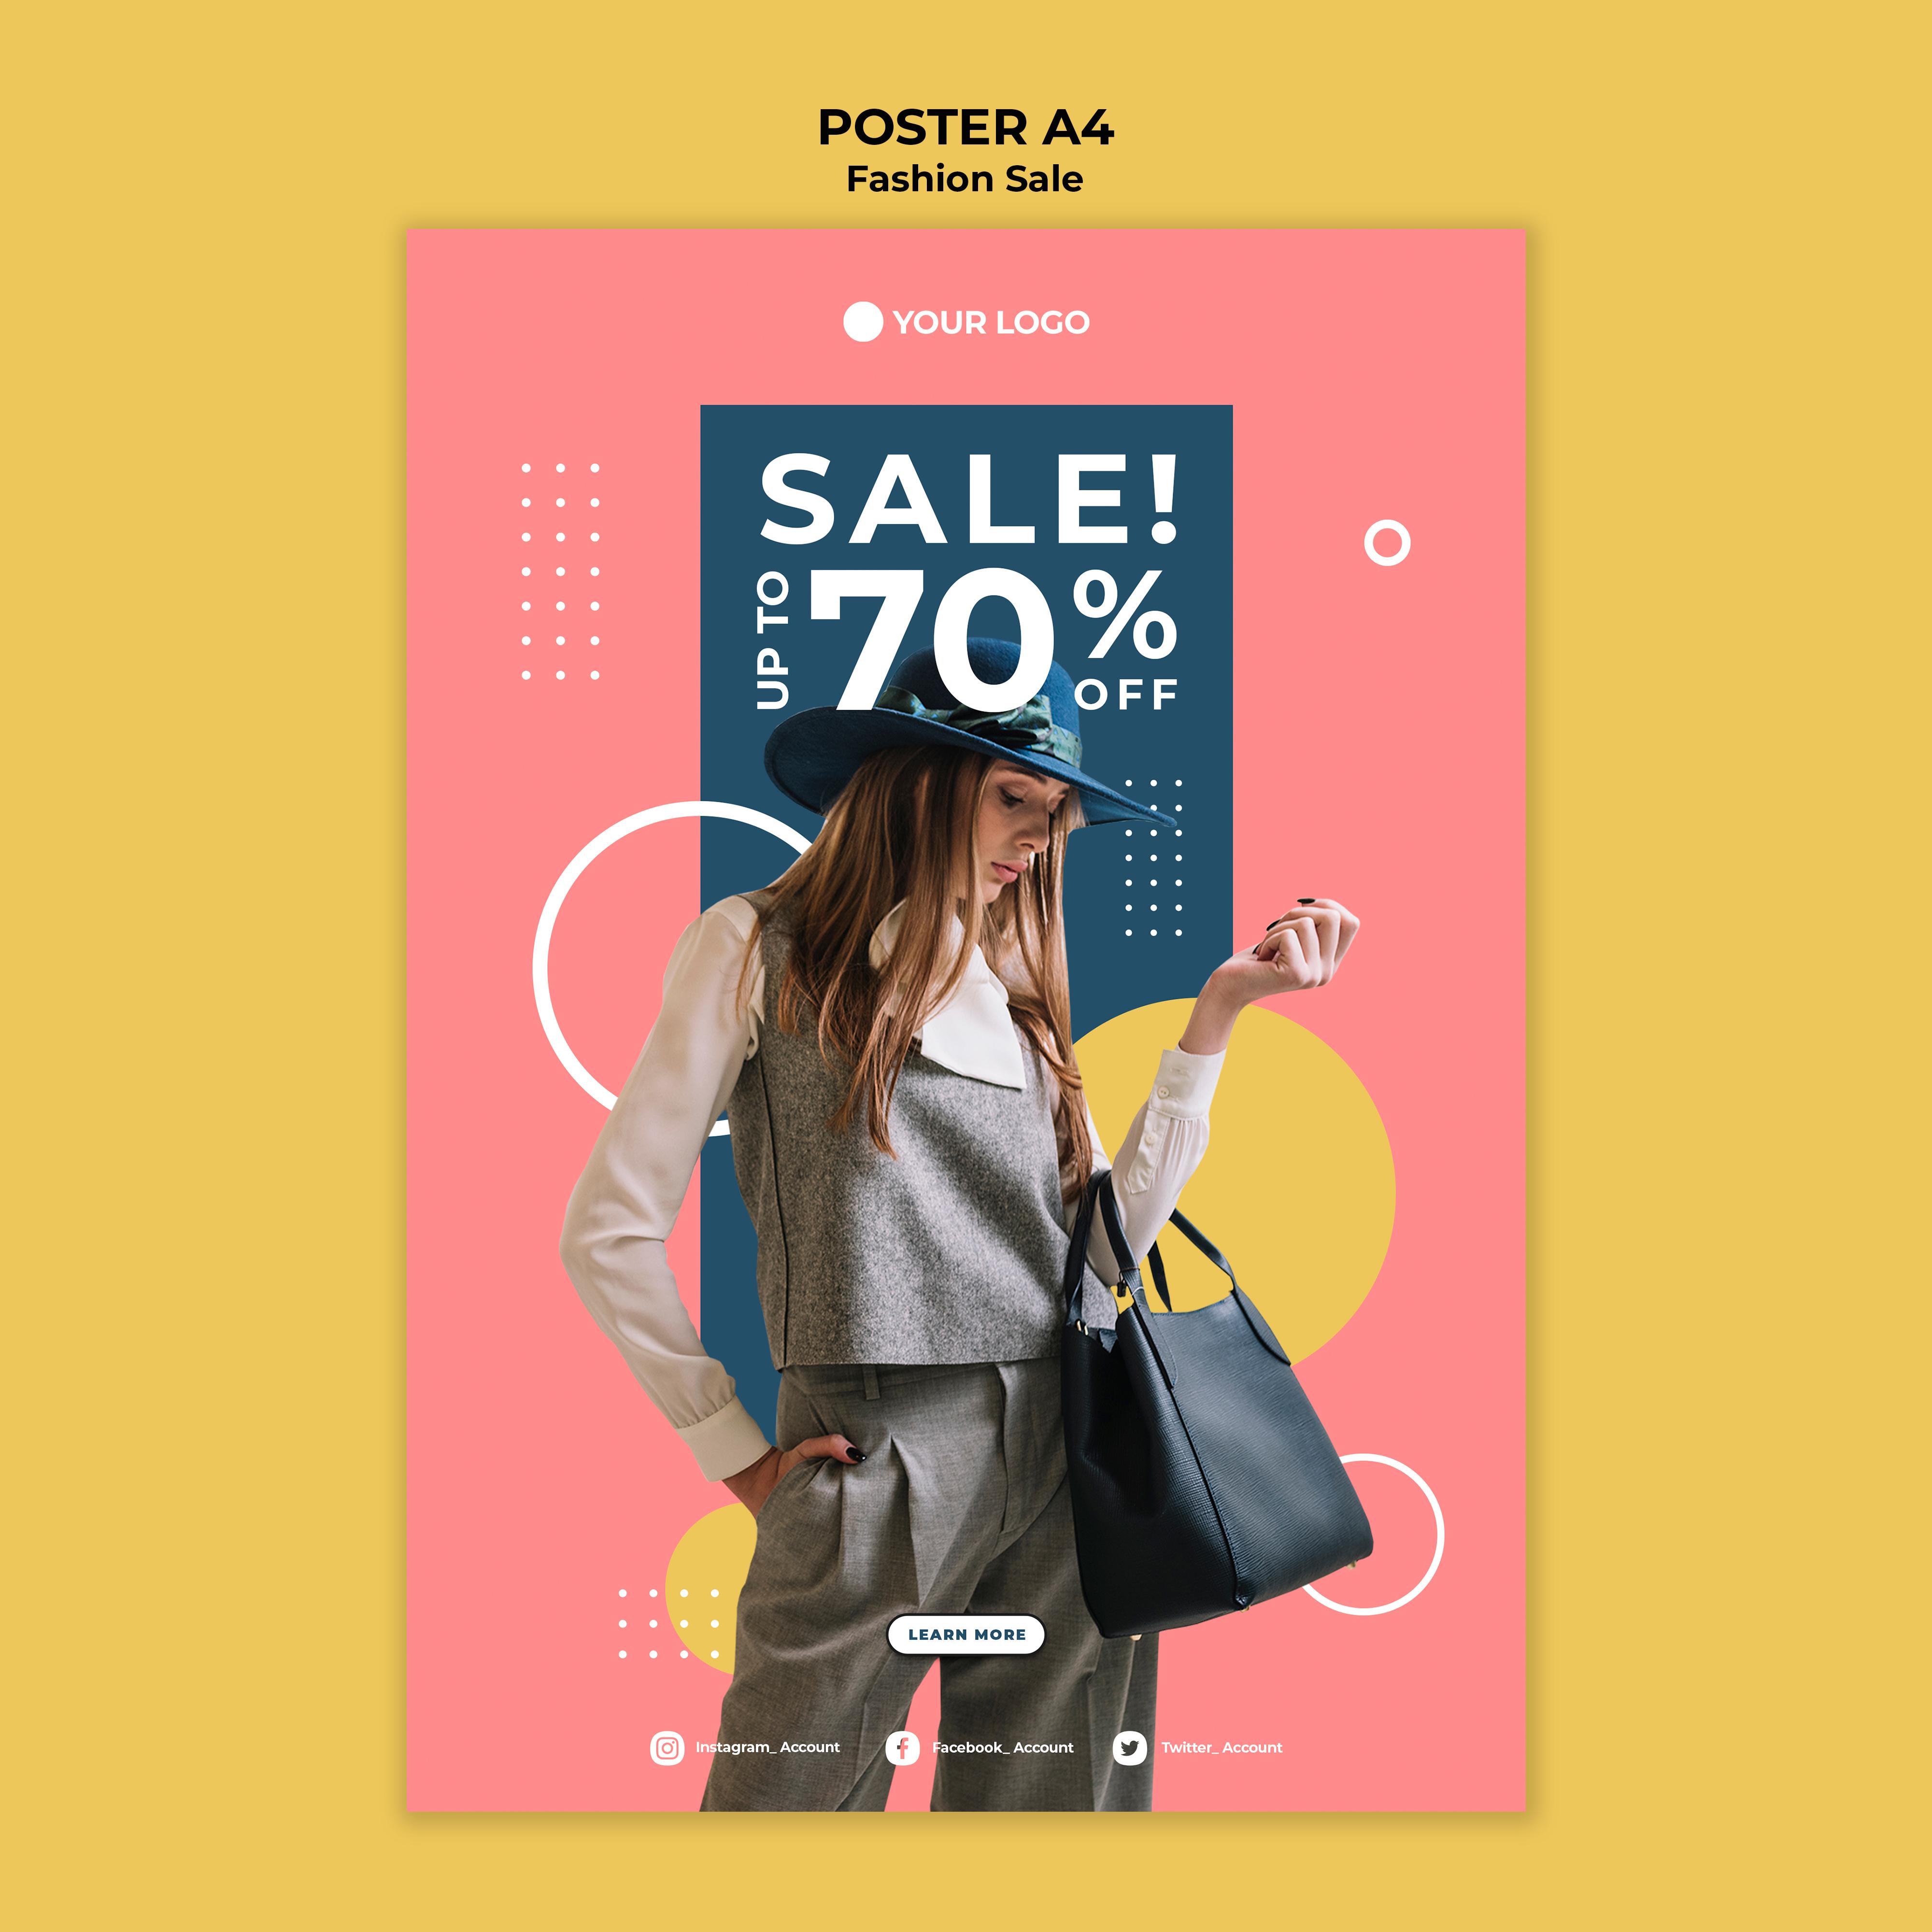 POSTER A4
Fashion Sale
YOUR LOGO
SALE!
UP TO
70%
OFF
LEARN MORE
Instagram_ Account
Facebook_ Account
Twitter_ Account